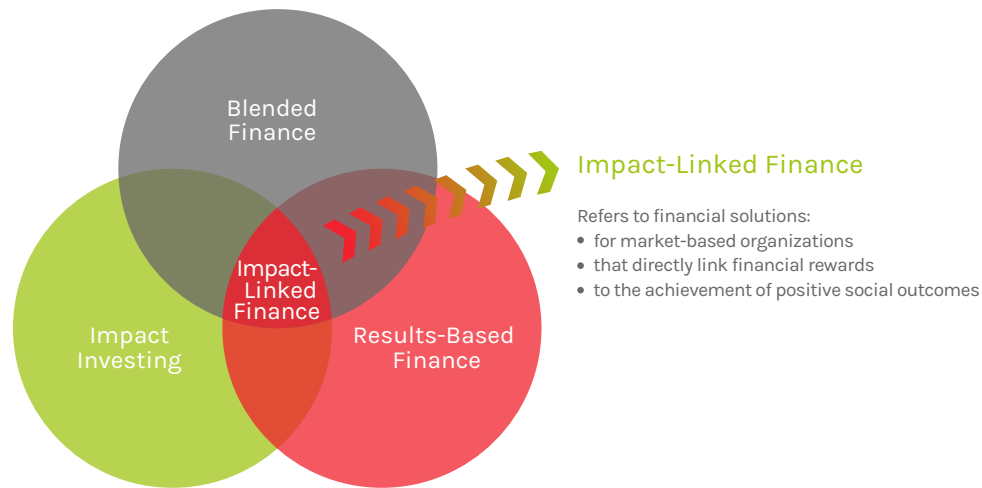 Blended
Finance
Impact-Linked Finance
Refers to financial solutions:
• for market-based organizations
• that directly link financial rewards
• to the achievement of positive social outcomes
Impact-
Linked
Finance
Impact
Investing
Results-Based
Finance